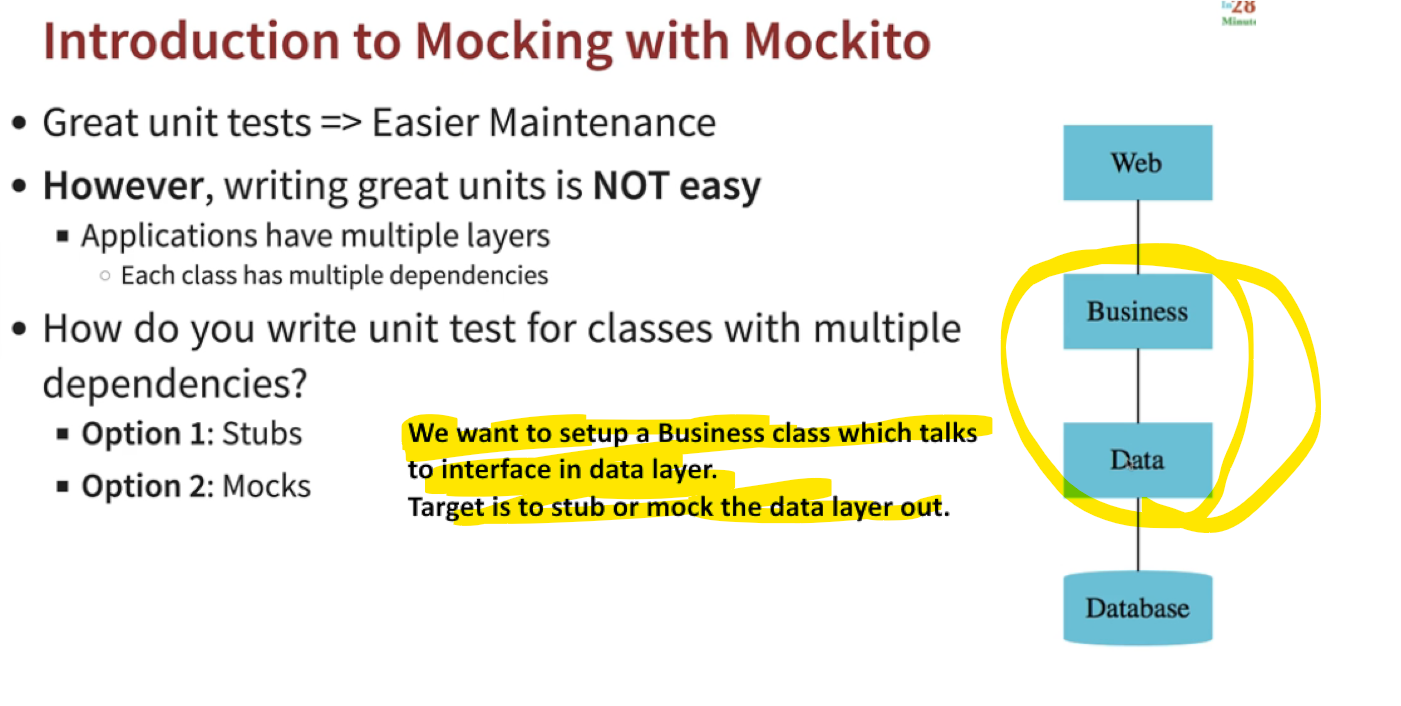 In28
Minutes
Introduction to Mocking with Mockito
• Great unit tests => Easier Maintenance
• However, writing great units is NOT easy
▪ Applications have multiple layers
○ Each class has multiple dependencies
• How do you write unit test for classes with multiple
dependencies?
▪ Option 1: Stubs
▪ Option 2: Mocks
We want to setup a Business class which talks
to interface in data layer.
Target is to stub or mock the data layer out.
Web
Business
Data
Database